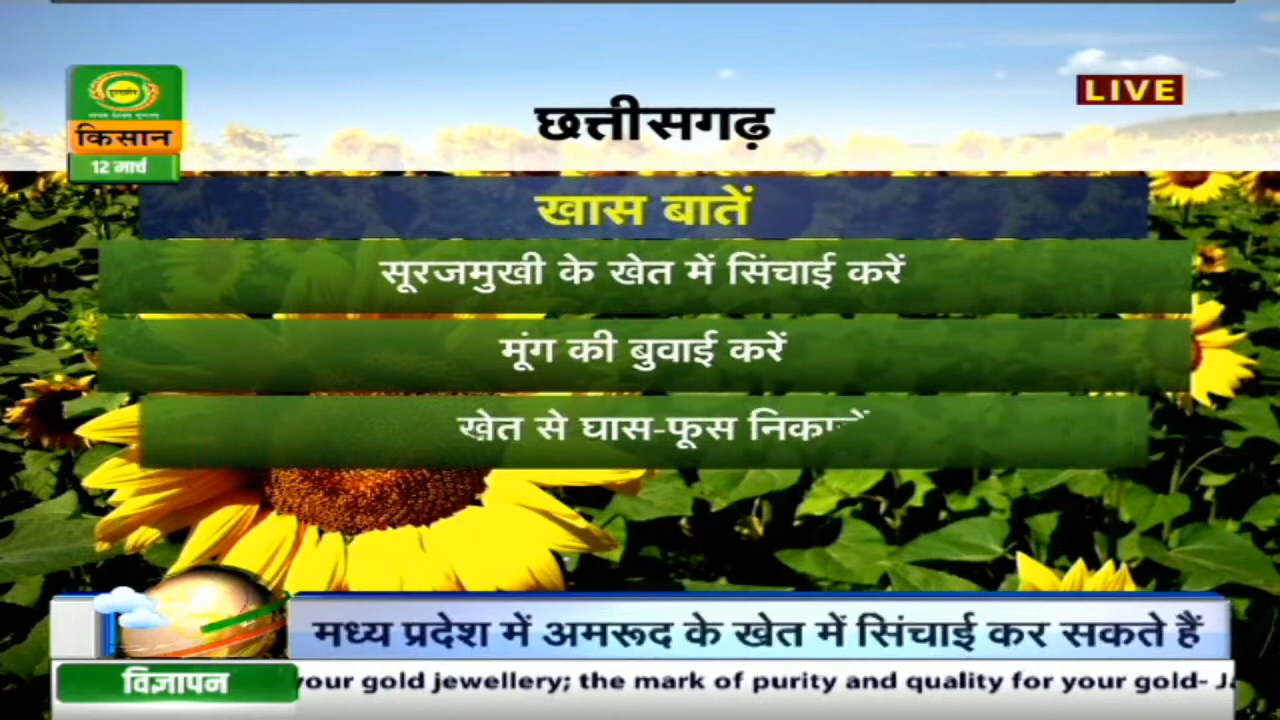 LIVE
छत्तीसगढ़
किसान
12 मार्च
खास बातें
सूरजमुखी के खेत में सिंचाई करें
मूंग की बुवाई करें
खेत से घास-फूस
मध्य प्रदेश में अमरूद के खेत में सिंचाई कर सकते हैं
विज्ञापन
your gold jewellery; the mark of purity and quality for your gold-